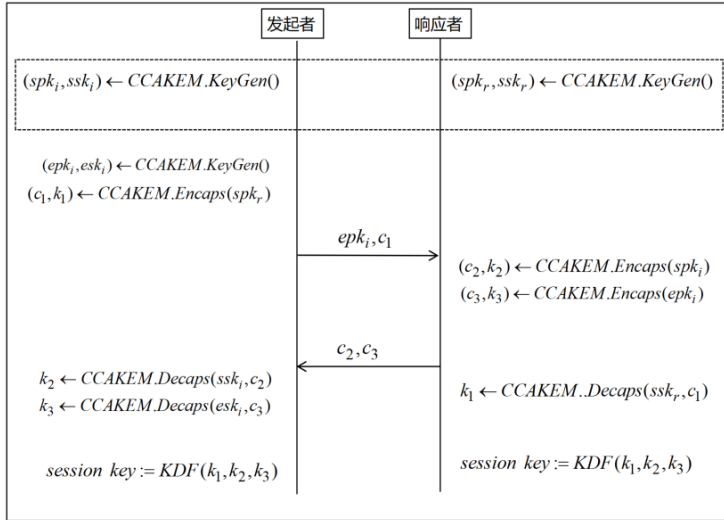 发起者 响应者
(spk_i,ssk_i)←CCAKEM.KeyGen() (spk_r,ssk_r)←CCAKEM.KeyGen()
(epk_i,esk_i)←CCAKEM.KeyGen()
(c_1,k_1)←CCAKEM.Encaps(spk_r)
epk_i,c_1
(c_2,k_2)←CCAKEM.Encaps(spk_i)
(c_3,k_3)←CCAKEM.Encaps(epk_i)
c_2,c_3
k_2←CCAKEM.Decaps(ssk_i,c_2)
k_3←CCAKEM.Decaps(esk_i,c_3)
k_1←CCAKEM..Decaps(ssk_r,c_1)
session key:=KDF(k_1,k_2,k_3) session key:=KDF(k_1,k_2,k_3)